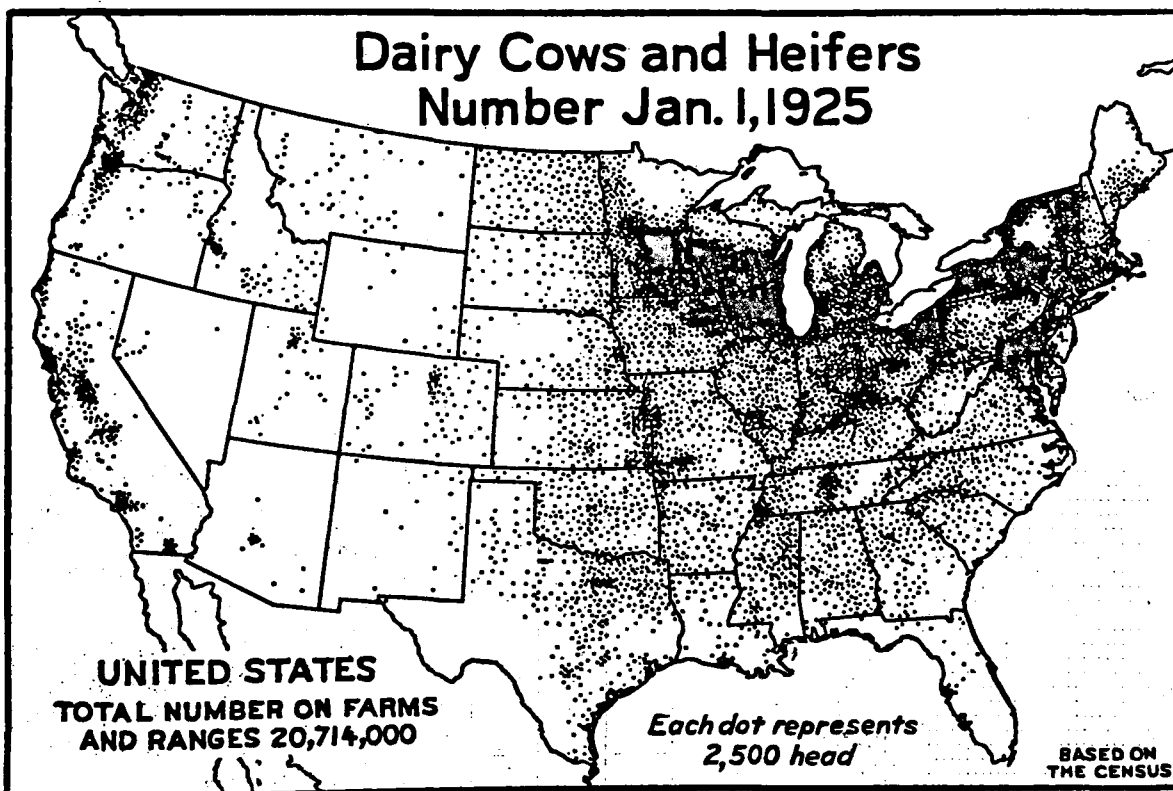 Dairy Cows and Heifers
Number Jan. 1, 1925
UNITED STATES
TOTAL NUMBER ON FARMS
AND RANGES 20,714,000
Each dot represents
2,500 head
BASED ON
THE CENSUS